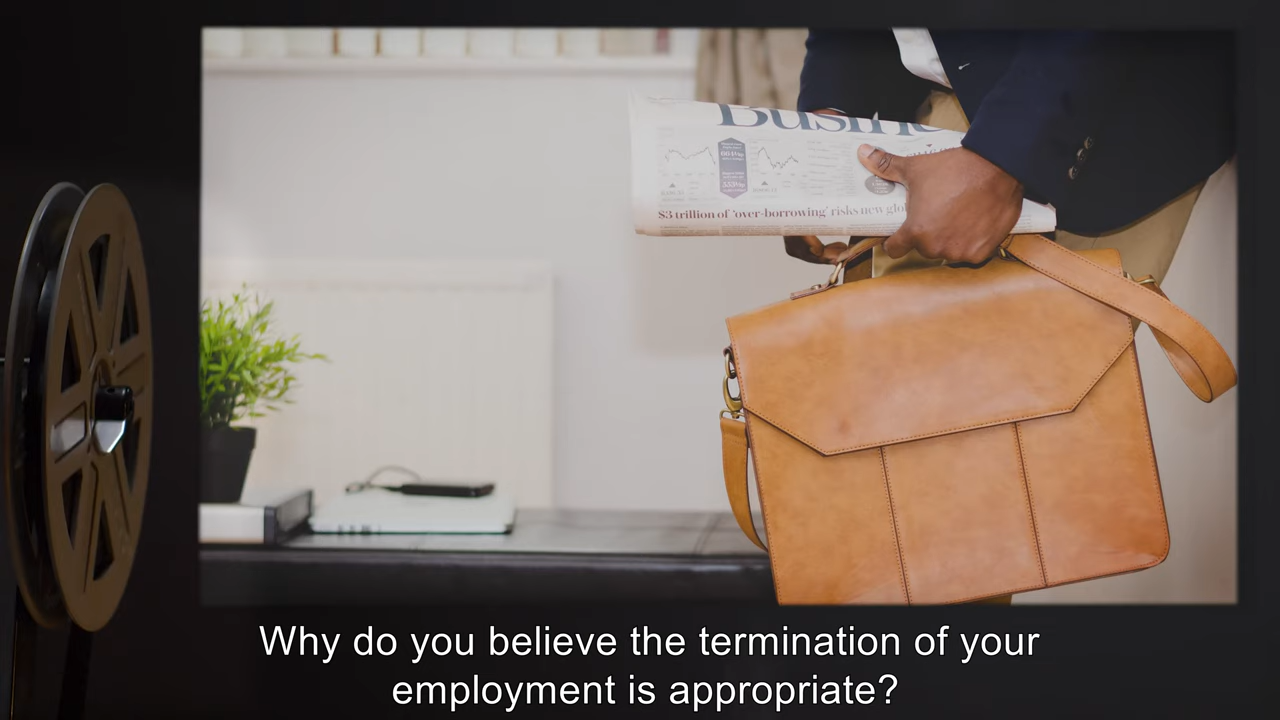 Busine
$3 trillion of 'over-borrowing' risks new glo
Why do you believe the termination of your
employment is appropriate?